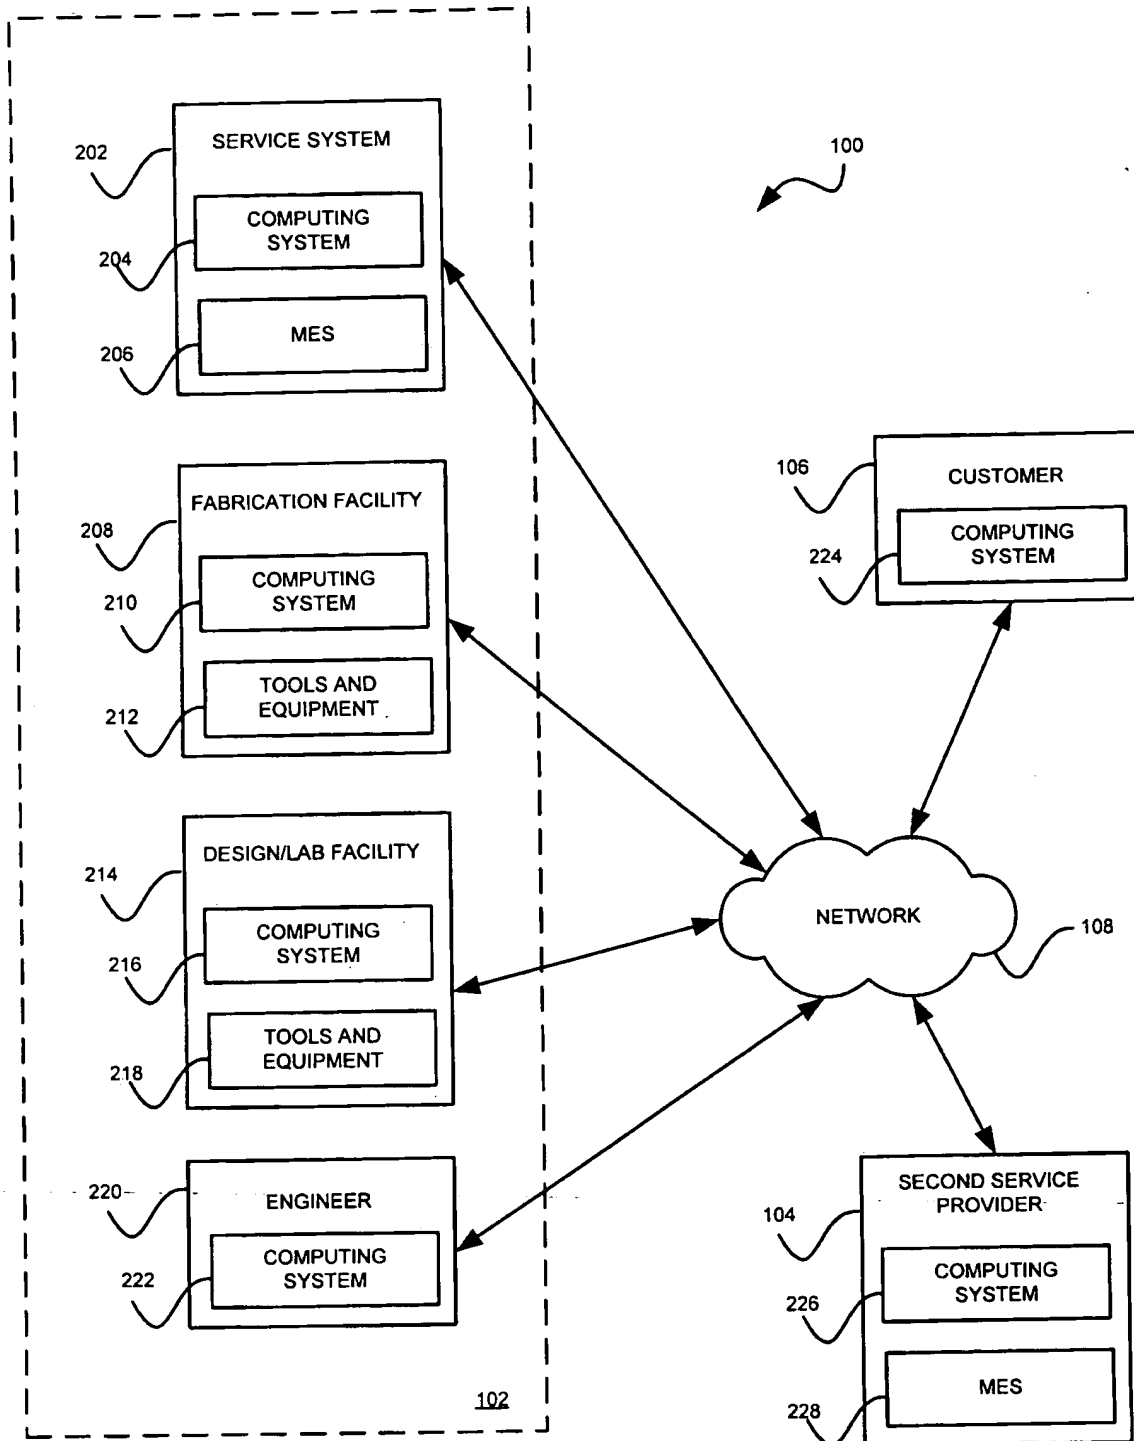 100
202
SERVICE SYSTEM
204
COMPUTING
SYSTEM
206
MES
208
FABRICATION FACILITY
210
COMPUTING
SYSTEM
212
TOOLS AND
EQUIPMENT
214
DESIGN/LAB FACILITY
216
COMPUTING
SYSTEM
218
TOOLS AND
EQUIPMENT
220
ENGINEER
222
COMPUTING
SYSTEM
102
106
CUSTOMER
224
COMPUTING
SYSTEM
NETWORK
108
104
SECOND SERVICE
PROVIDER
226
COMPUTING
SYSTEM
228
MES